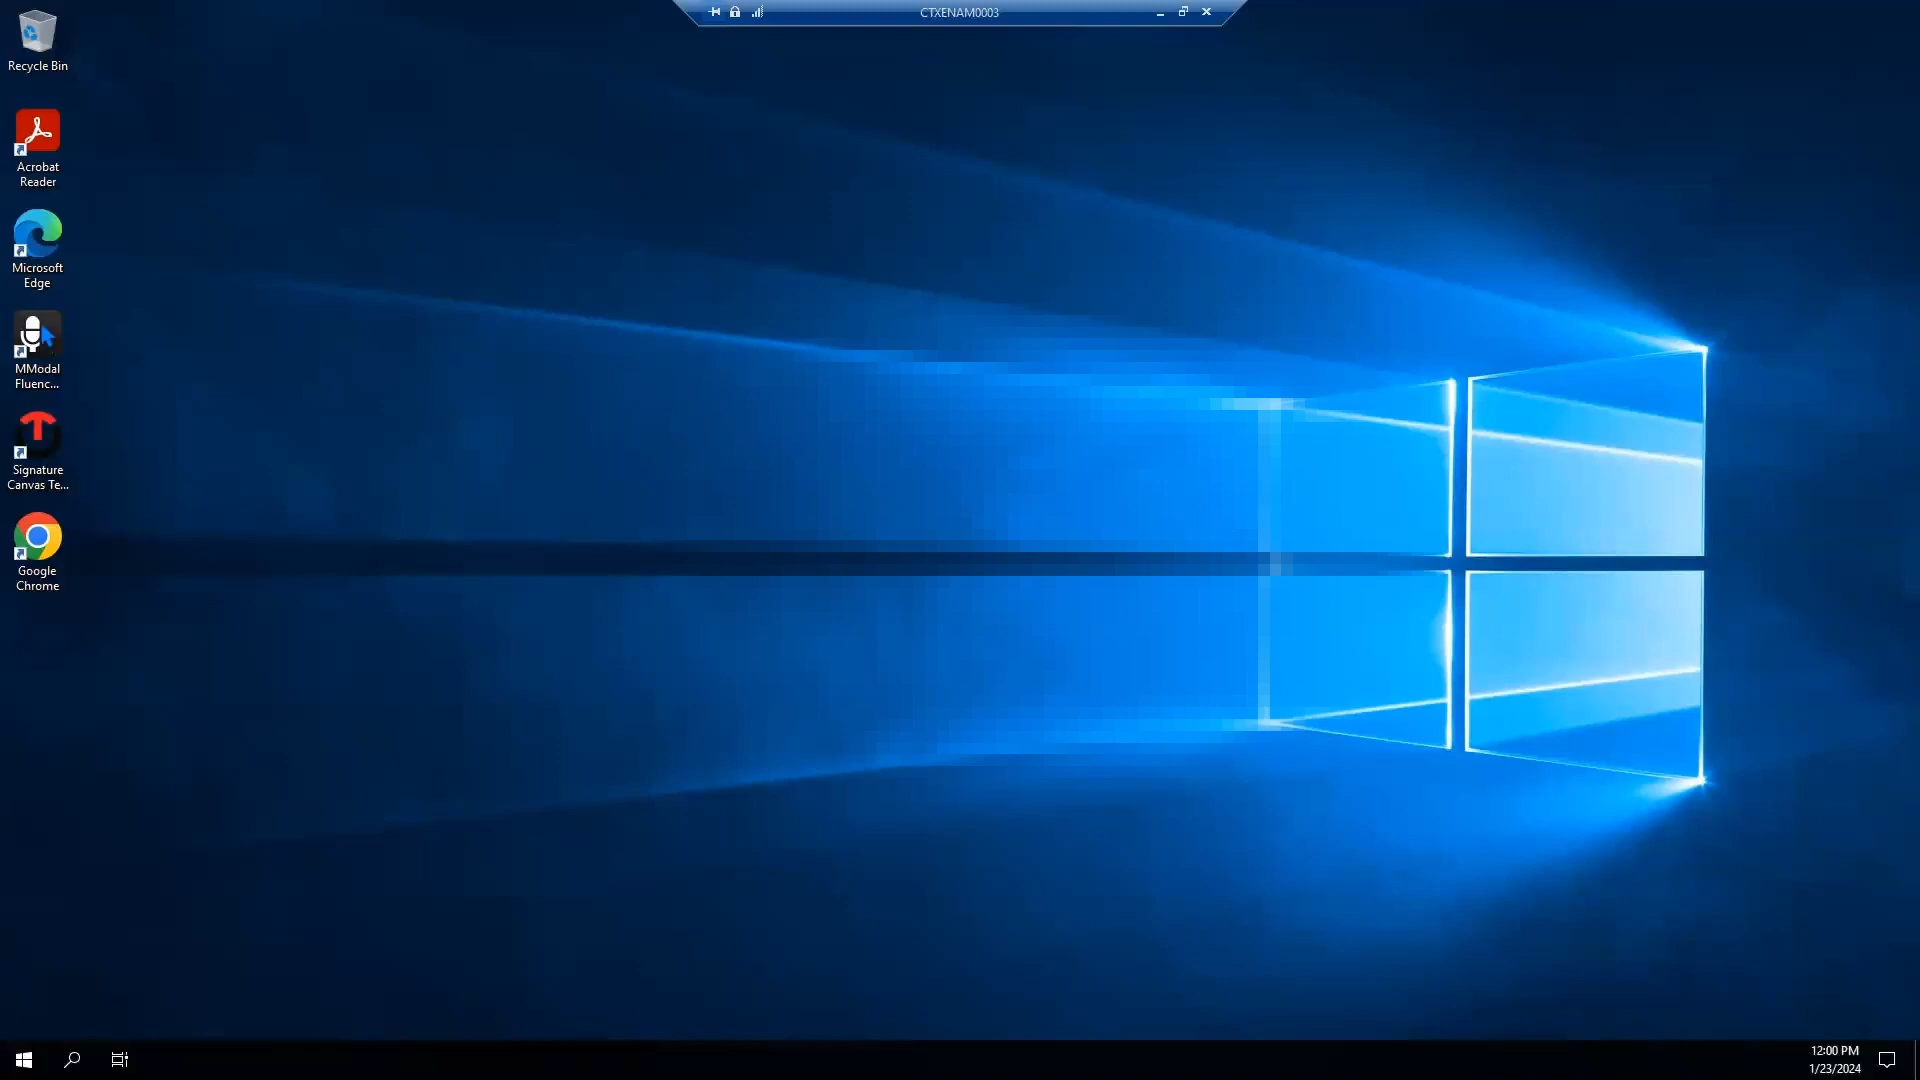 CTXENAM0003
Recycle Bin
Acrobat
Reader
Microsoft
Edge
MModal
Fluenc...
Signature
Canvas Te...
Google
Chrome
12:00 PM
1/23/2024